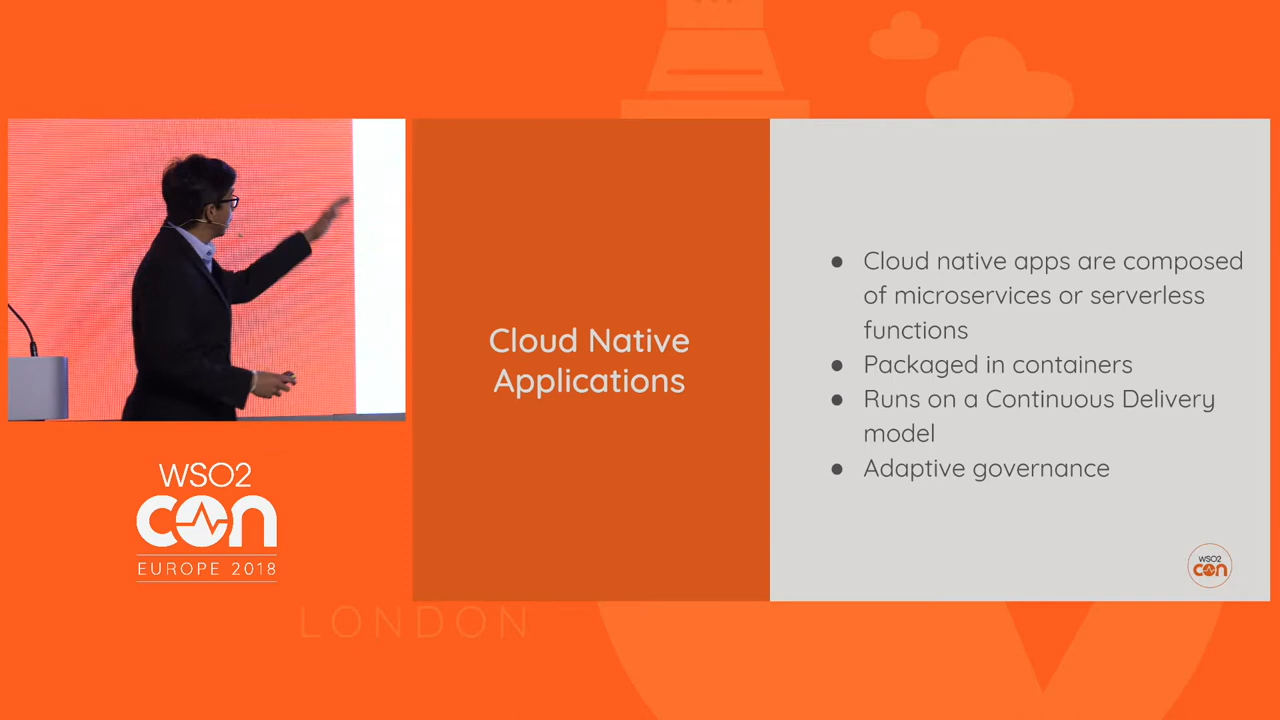 WSO2
con
EUROPE 2018
LONDON
Cloud Native
Applications
● Cloud native apps are composed
of microservices or serverless
functions
● Packaged in containers
● Runs on a Continuous Delivery
model
● Adaptive governance
WSO2
con